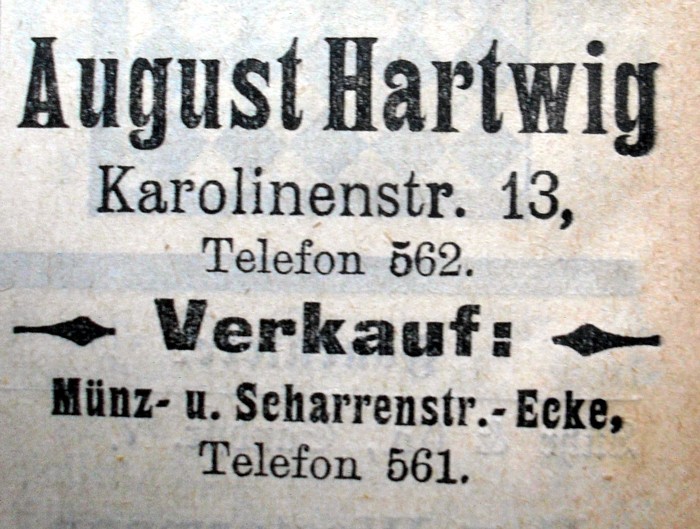 August Hartwig
Karolinenstr. 13,
Telefon 562.
Verkauf:
Münz- u. Scharrenstr.-Ecke,
Telefon 561.